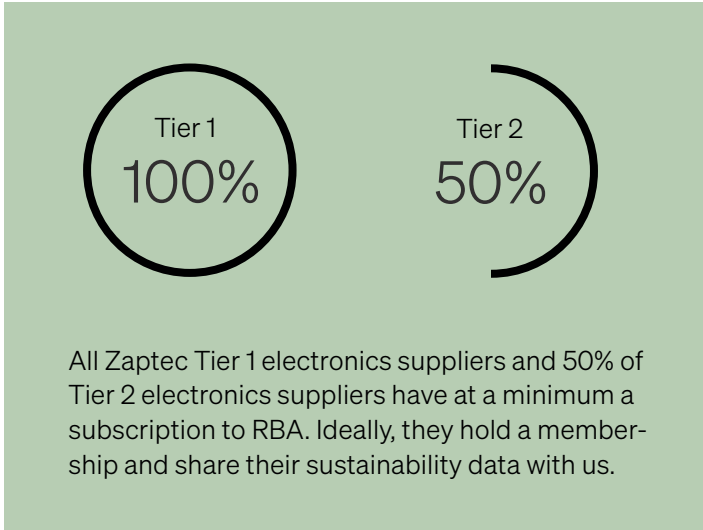 Tier 1
100%
Tier 2
50%
All Zaptec Tier 1 electronics suppliers and 50% of
Tier 2 electronics suppliers have at a minimum a
subscription to RBA. Ideally, they hold a member-
ship and share their sustainability data with us.